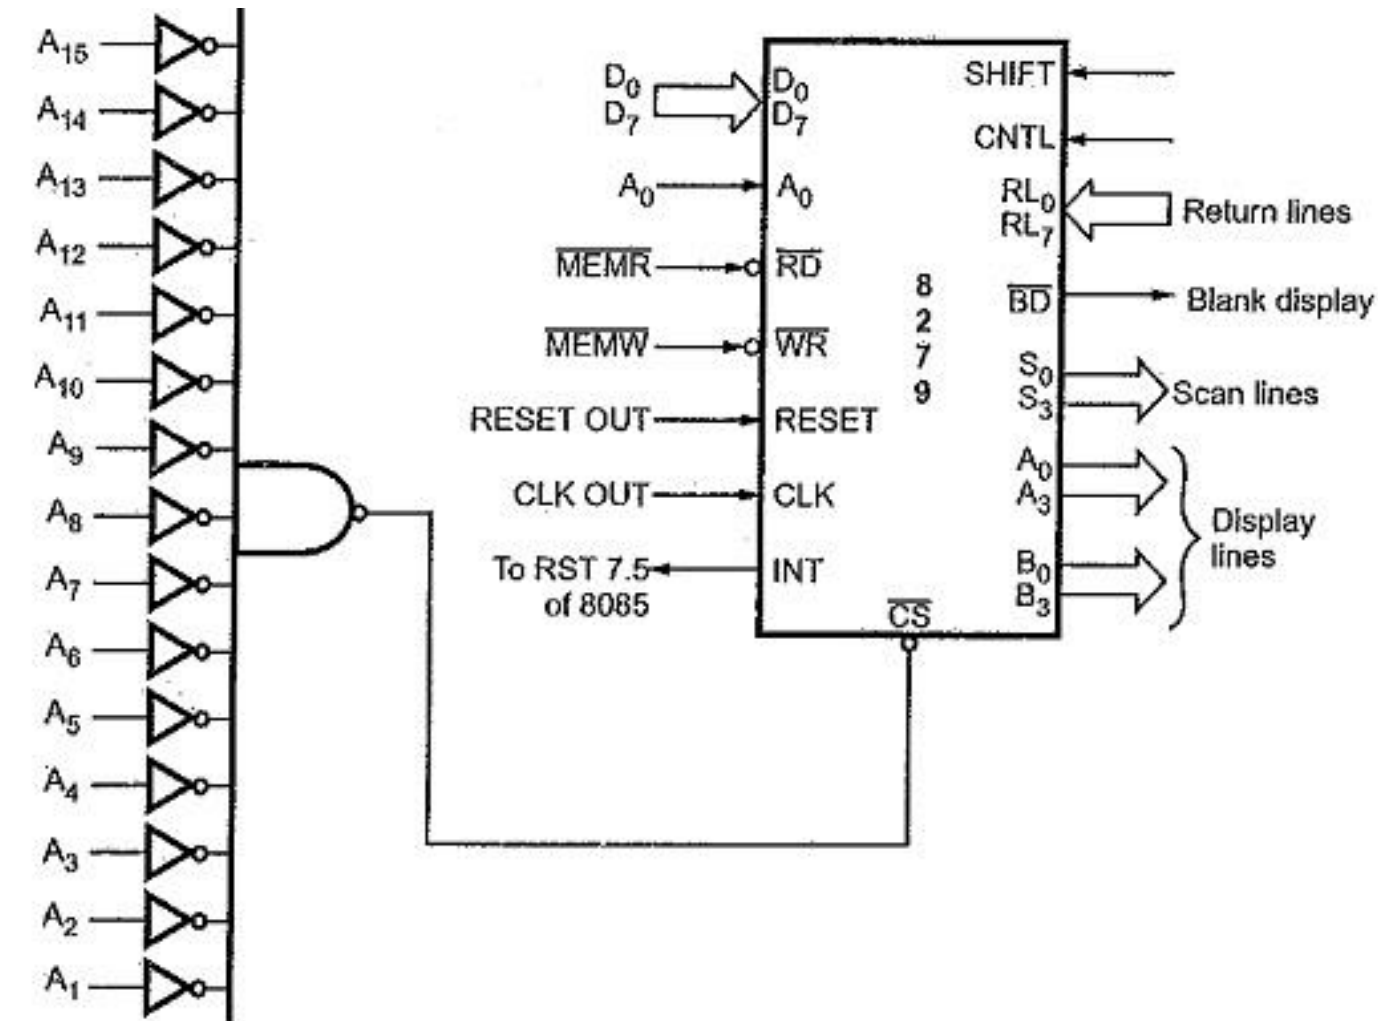 A15
A14
A13
A12
A11
A10
A9
A8
A7
A6
A5
A4
A3
A2
A1
D0
D7
A0
MEMR
MEMW
RESET OUT
CLK OUT
To RST 7.5
of 8085
D0
D7
A0
RD
WR
RESET
CLK
INT
CS
8
2
7
9
SHIFT
CNTL
RL0
RL7
BD
S0
S3
A0
A3
B0
B3
Return lines
Blank display
Scan lines
Display
lines